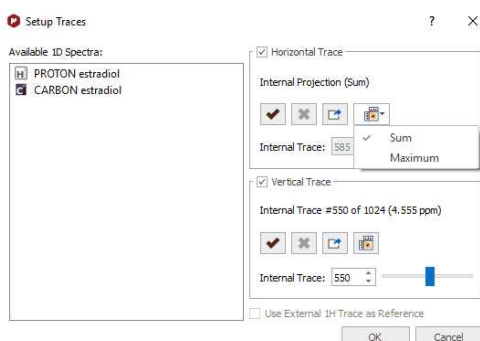 Setup Traces
Available 1D Spectra:
H PROTON estradiol
C CARBON estradiol
Horizontal Trace
Internal Projection (Sum)
Internal Trace: 585
Sum
Maximum
Vertical Trace
Internal Trace #550 of 1024 (4.555 ppm)
Internal Trace: 550
Use External 1H Trace as Reference
OK Cancel